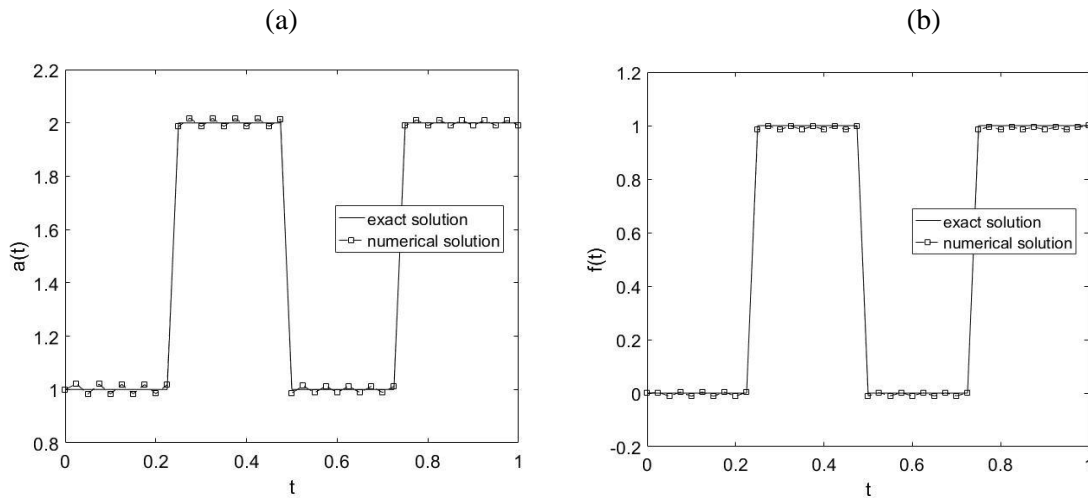 (a)
(b)
2.2
2
1.8
1.6
1.4
1.2
1
0.8
a(t)
exact solution
numerical solution
0 0.2 0.4 0.6 0.8 1
t
1.2
1
0.8
0.6
0.4
0.2
0
-0.2
f(t)
exact solution
numerical solution
0 0.2 0.4 0.6 0.8 1
t